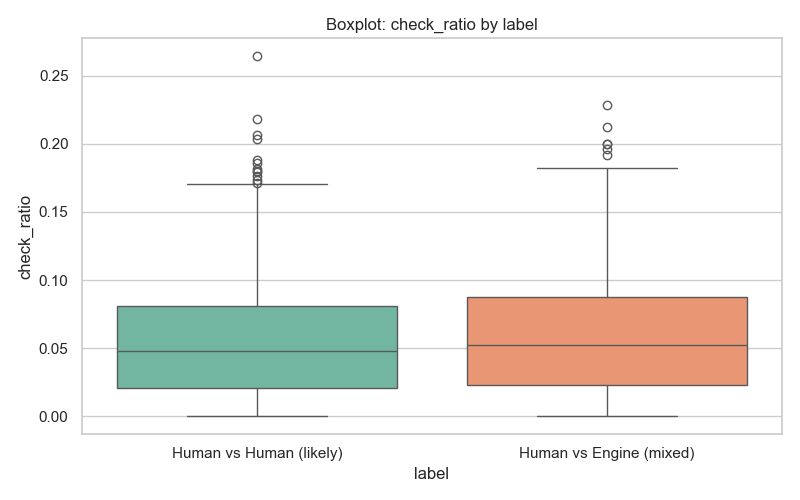 Boxplot: check_ratio by label
0.25
0.20
0.15
0.10
0.05
0.00
check_ratio
Human vs Human (likely)
Human vs Engine (mixed)
label